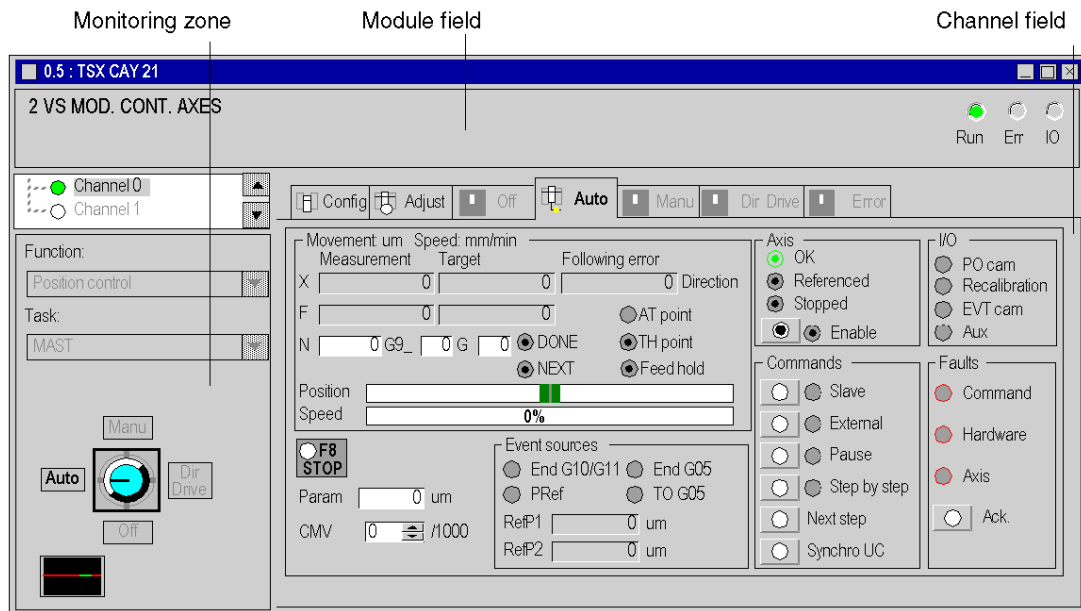 Monitoring zone Module field Channel field
0.5 : TSX CAY 21
2 VS MOD. CONT. AXES
Run Err IO
Channel 0
Channel 1
Config Adjust Off Auto Manu Dir Drive Error
Function:
Position control
Task:
MAST
Manu
Auto
Dir
Drive
Off
Movement: um Speed: mm/min
Measurement Target Following error
X 0 0 0 Direction
F 0 0 AT point
N 0 G9_ 0 G 0 DONE TH point
NEXT Feed hold
Position
Speed 0%
F8
STOP
Param 0 um
CMV 0 /1000
Event sources
End G10/G11 End G05
PRef TO G05
RefP1 0 um
RefP2 0 um
Axis
OK
Referenced
Stopped
Enable
I/O
PO cam
Recalibration
EVT cam
Aux
Commands
Slave
External
Pause
Step by step
Next step
Synchro UC
Faults
Command
Hardware
Axis
Ack.